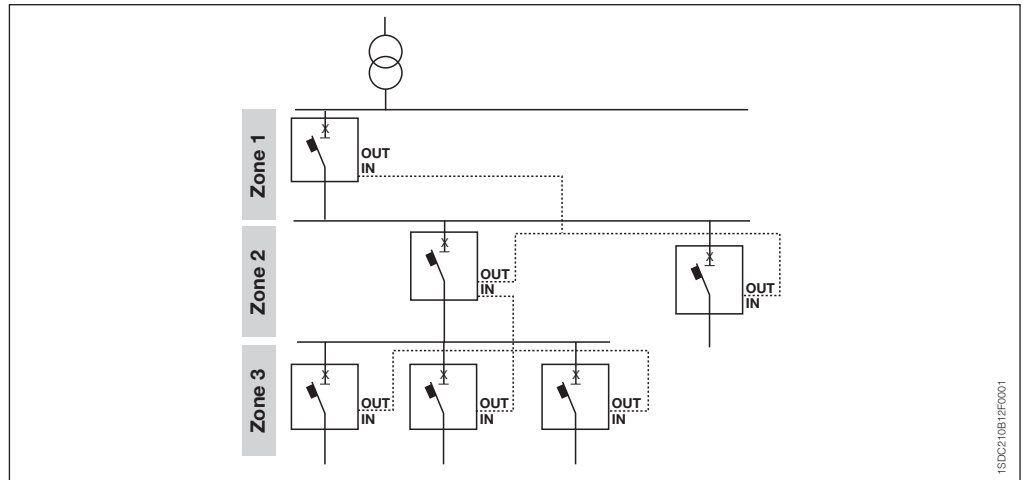 Zone 1
OUT
IN
Zone 2
OUT
IN
OUT
IN
Zone 3
OUT
IN
OUT
IN
OUT
IN
1SDC210B12F0001